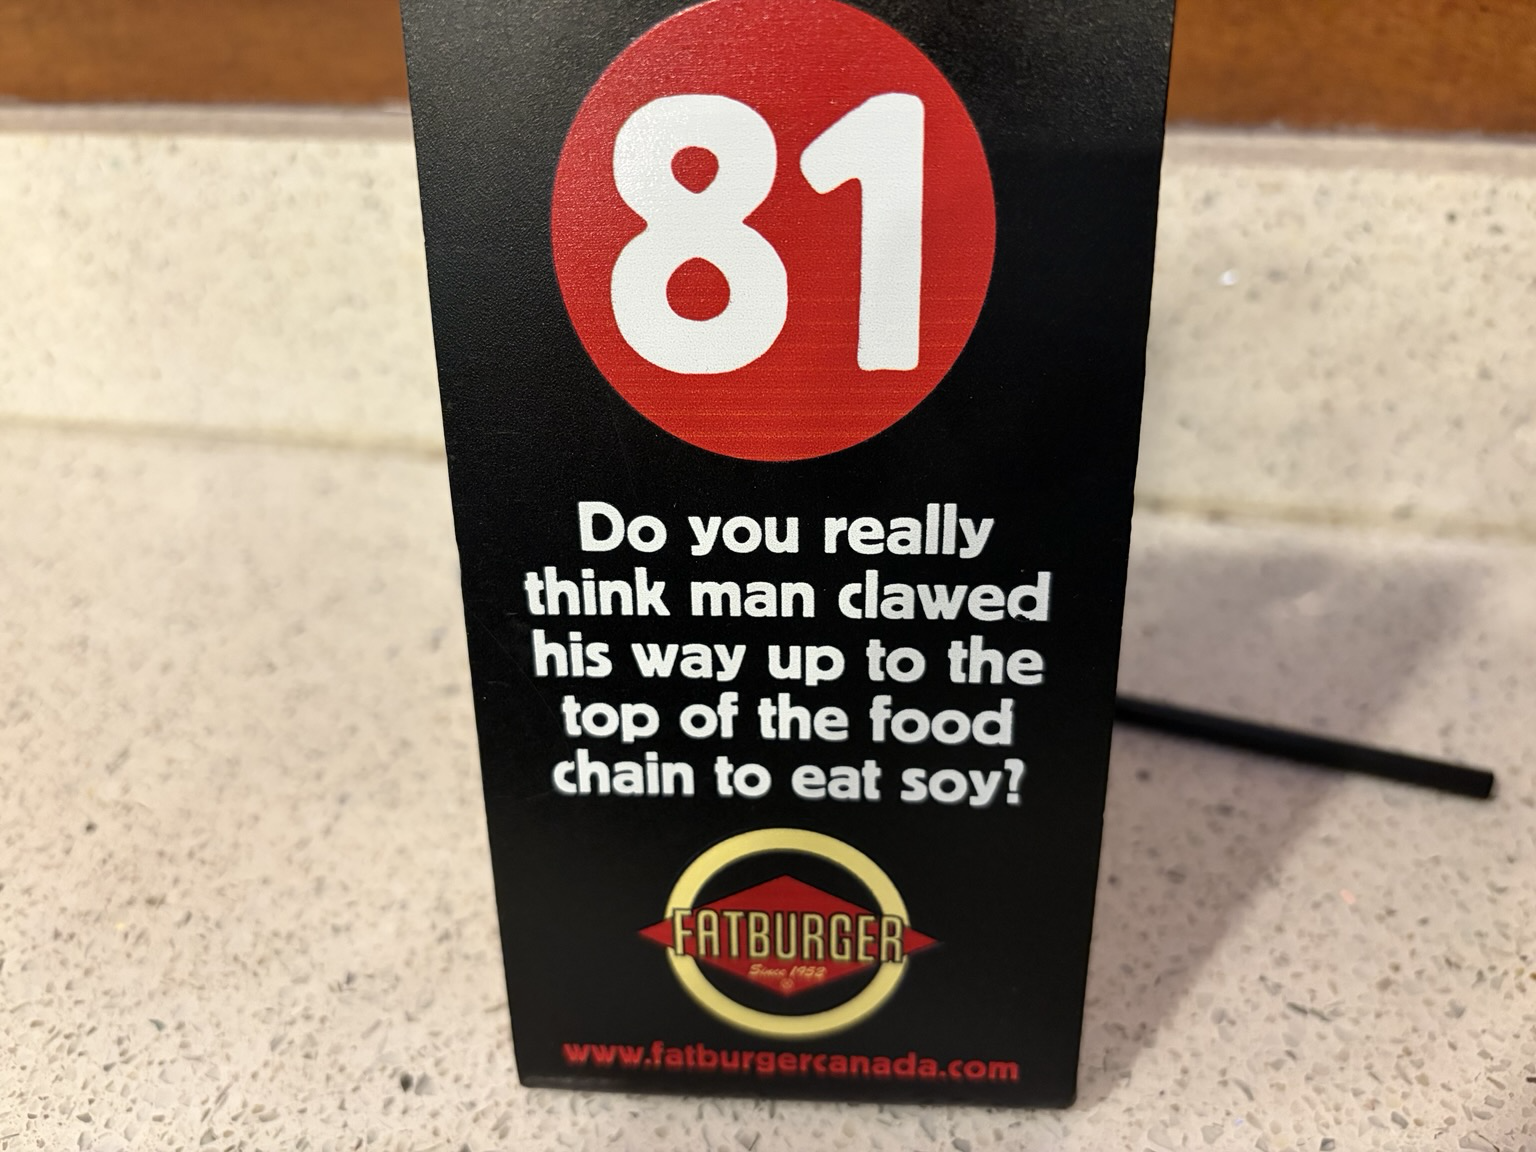 81
Do you really
think man clawed
his way up to the
top of the food
chain to eat soy?
FATBURGER
Since 1952
®
www.fatburgercanada.com